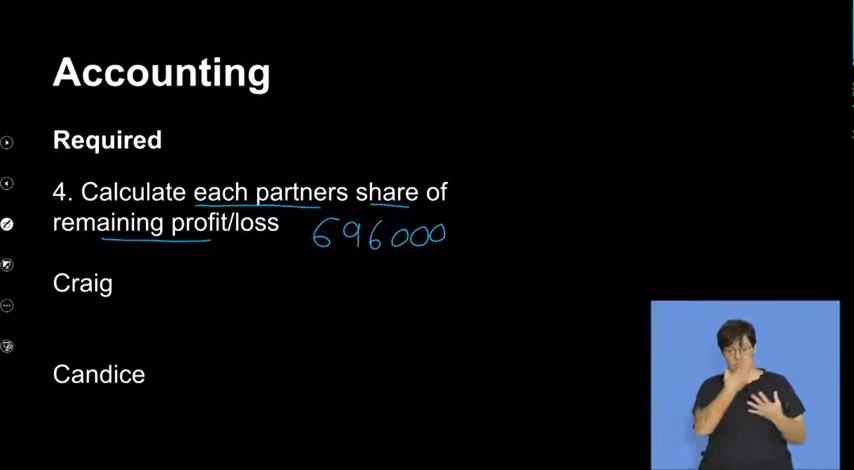 Accounting
Required
4. Calculate each partners share of
remaining profit/loss 696000
Craig
Candice